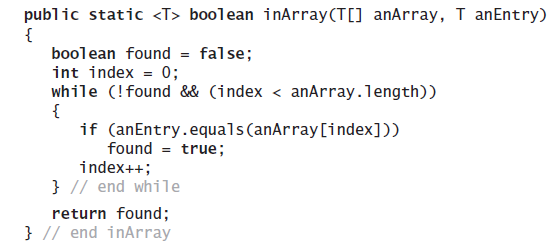 public static <T> boolean inArray(T[] anArray, T anEntry)
{
boolean found = false;
int index = 0;
while (!found && (index < anArray.length))
{
if (anEntry.equals(anArray[index]))
found = true;
index++;
} // end while
return found;
} // end inArray